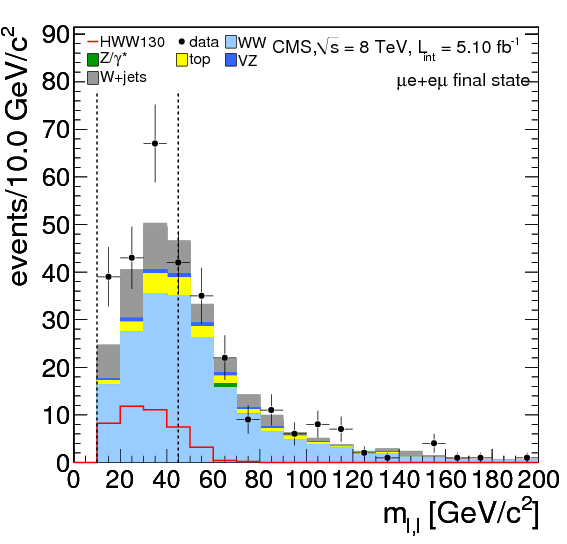 HWW130 data WW
Z/γ* top VZ
W+jets
CMS, √s = 8 TeV, L_int = 5.10 fb⁻¹
μe+eμ final state
events/10.0 GeV/c²
90
80
70
60
50
40
30
20
10
0
0 20 40 60 80 100 120 140 160 180 200
m_l,l [GeV/c²]